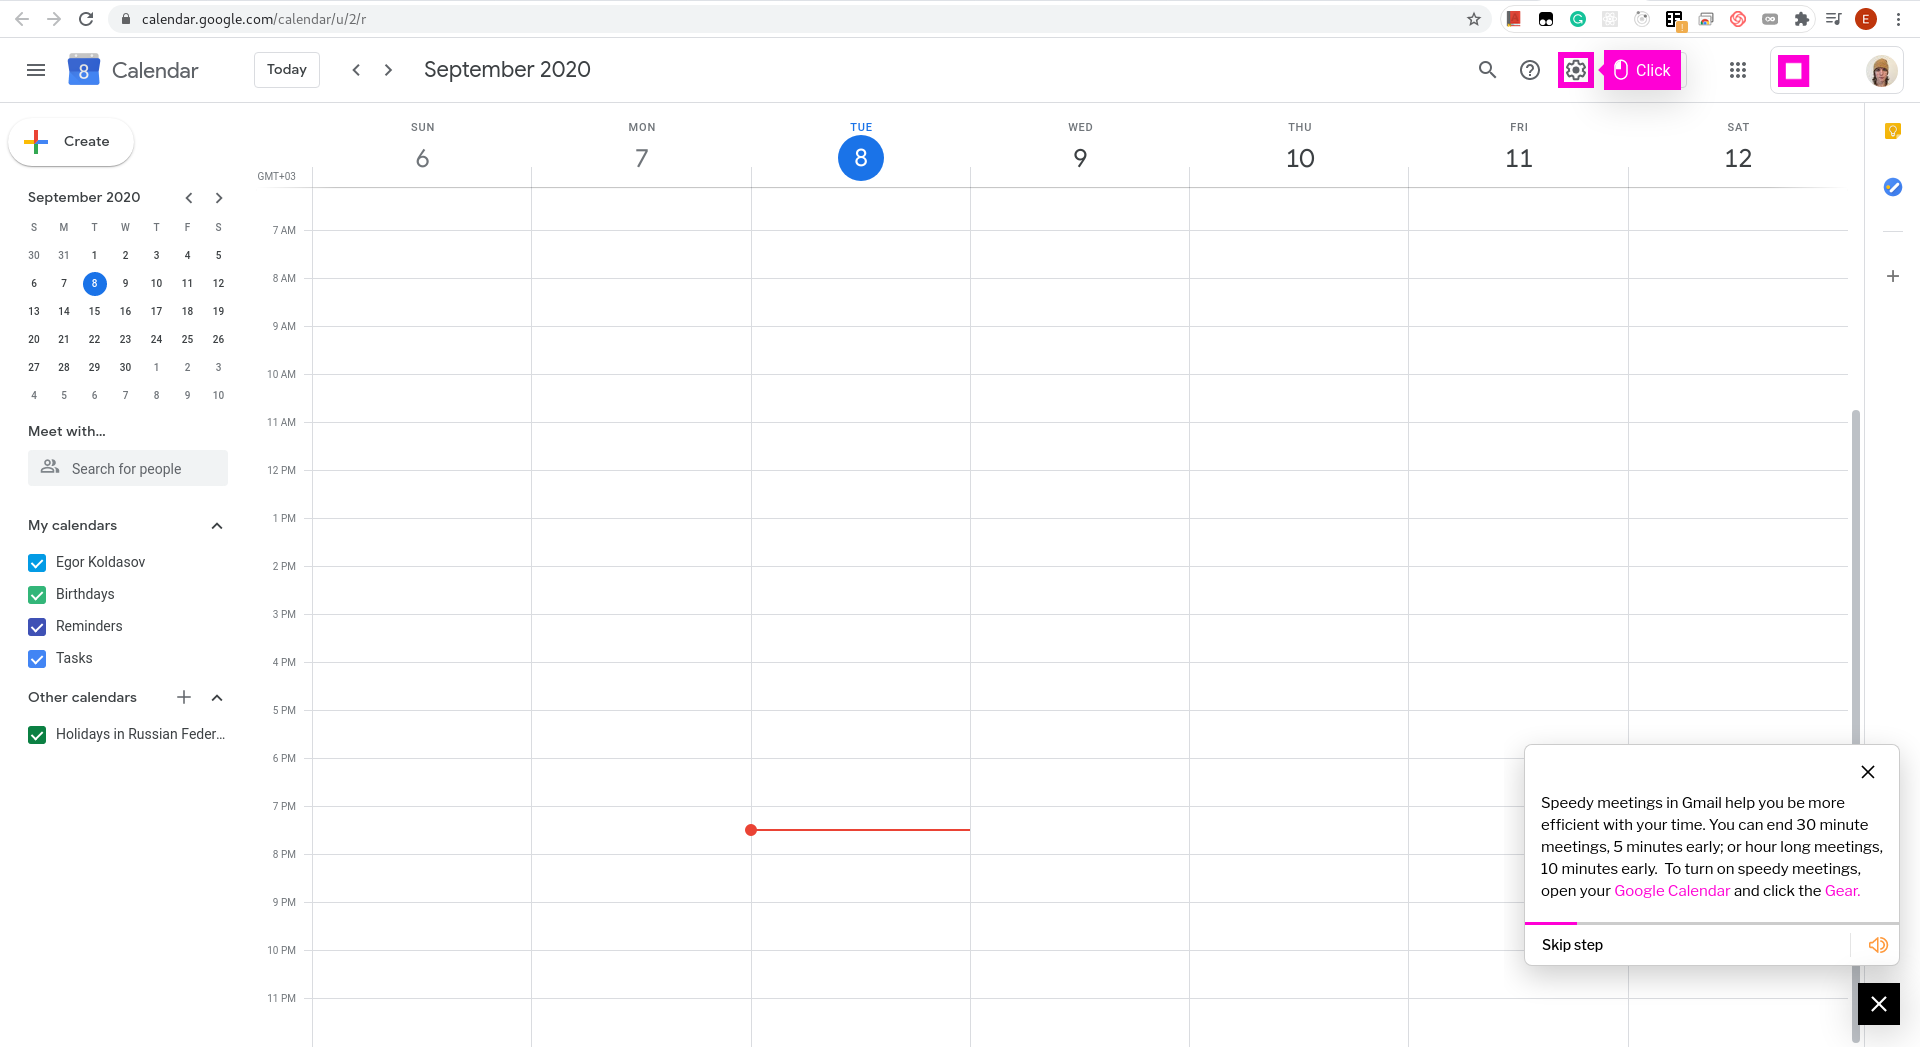 calendar.google.com/calendar/u/2/r
E
8
Calendar
Today
September 2020
Click
Create
September 2020
S M T W T F S
30 31 1 2 3 4 5
6 7 8 9 10 11 12
13 14 15 16 17 18 19
20 21 22 23 24 25 26
27 28 29 30 1 2 3
4 5 6 7 8 9 10
Meet with...
Search for people
My calendars
Egor Koldasov
Birthdays
Reminders
Tasks
Other calendars
Holidays in Russian Feder...
SUN MON TUE WED THU FRI SAT
6 7 8 9 10 11 12
GMT+03
7 AM
8 AM
9 AM
10 AM
11 AM
12 PM
1 PM
2 PM
3 PM
4 PM
5 PM
6 PM
7 PM
8 PM
9 PM
10 PM
11 PM
Speedy meetings in Gmail help you be more
efficient with your time. You can end 30 minute
meetings, 5 minutes early; or hour long meetings,
10 minutes early. To turn on speedy meetings,
open your Google Calendar and click the Gear.
Skip step